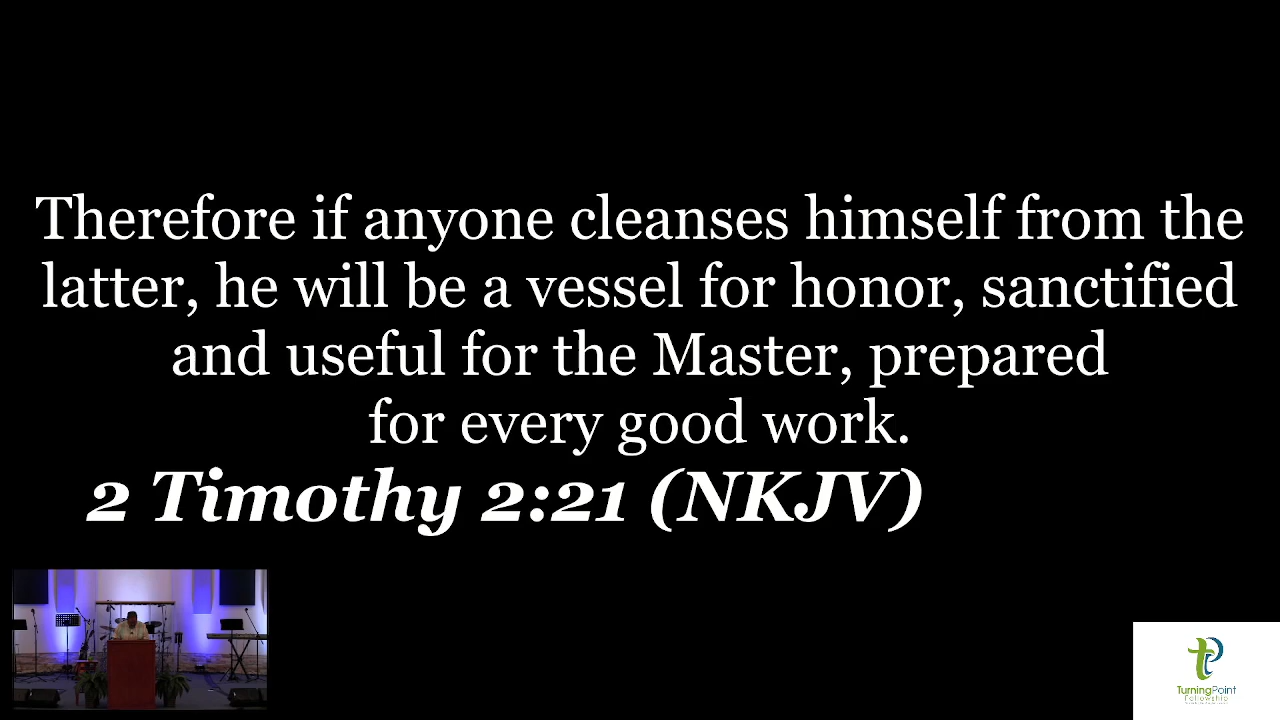 Therefore if anyone cleanses himself from the
latter, he will be a vessel for honor, sanctified
and useful for the Master, prepared
for every good work.
2 Timothy 2:21 (NKJV)
TurningPoint
Fellowship